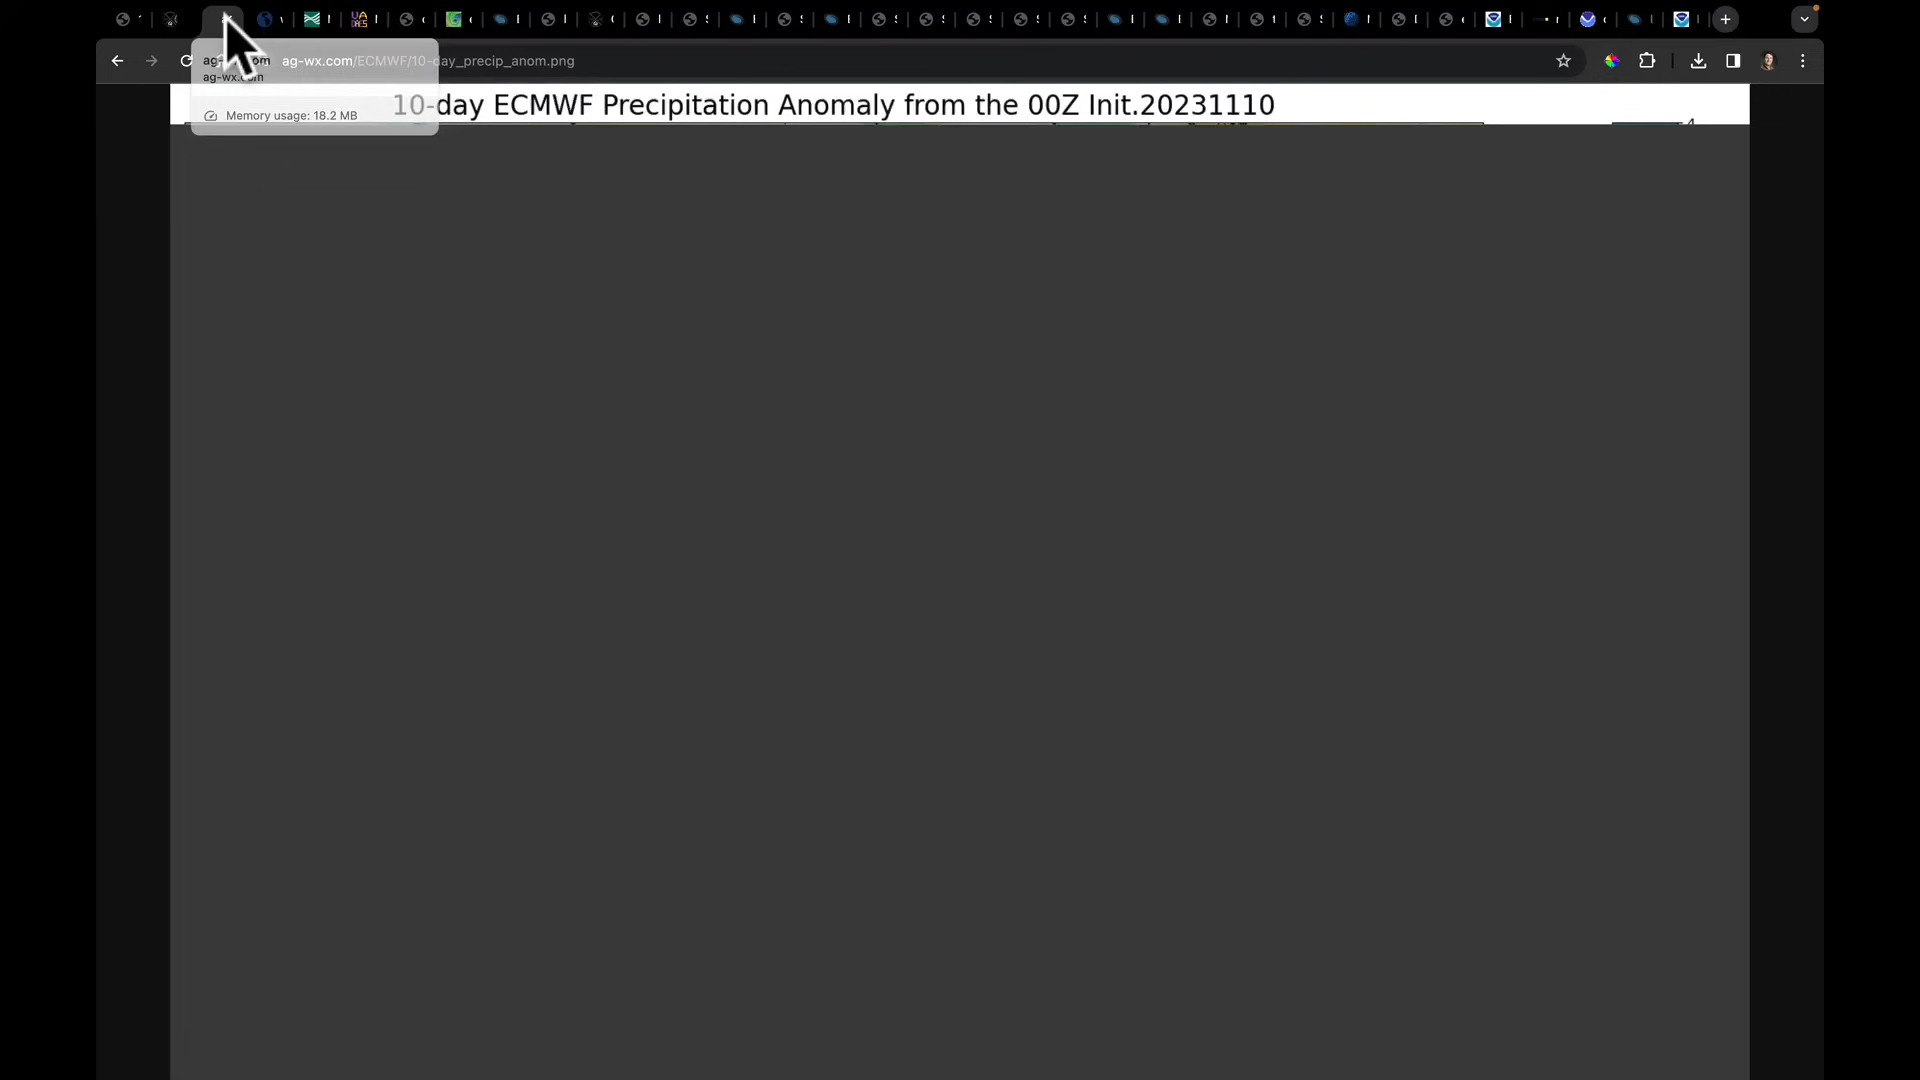 ag-wx.com/ECMWF/10-day_precip_anom.png
ag-wx.com
Memory usage: 18.2 MB
10-day ECMWF Precipitation Anomaly from the 00Z Init.20231110
4